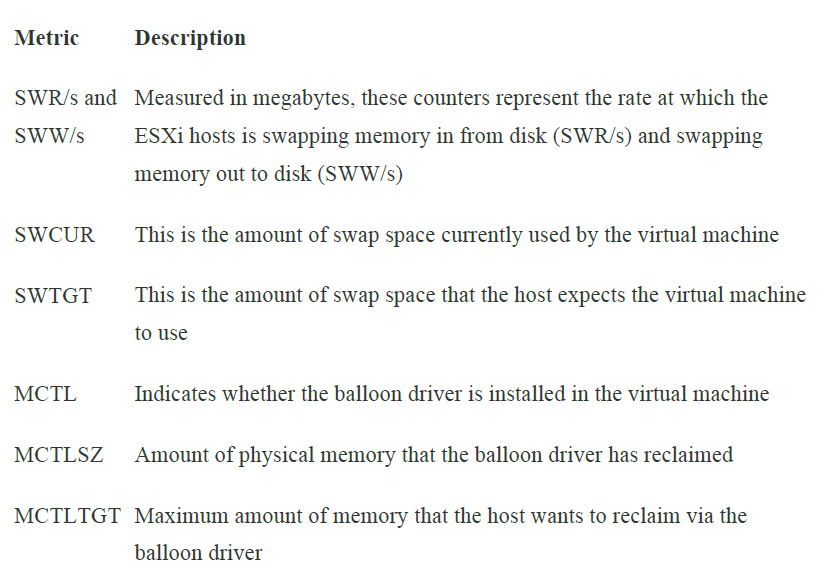 Metric Description
SWR/s and Measured in megabytes, these counters represent the rate at which the
SWW/s ESXi hosts is swapping memory in from disk (SWR/s) and swapping
memory out to disk (SWW/s)
SWCUR This is the amount of swap space currently used by the virtual machine
SWTGT This is the amount of swap space that the host expects the virtual machine
to use
MCTL Indicates whether the balloon driver is installed in the virtual machine
MCTLSZ Amount of physical memory that the balloon driver has reclaimed
MCTLTGT Maximum amount of memory that the host wants to reclaim via the
balloon driver